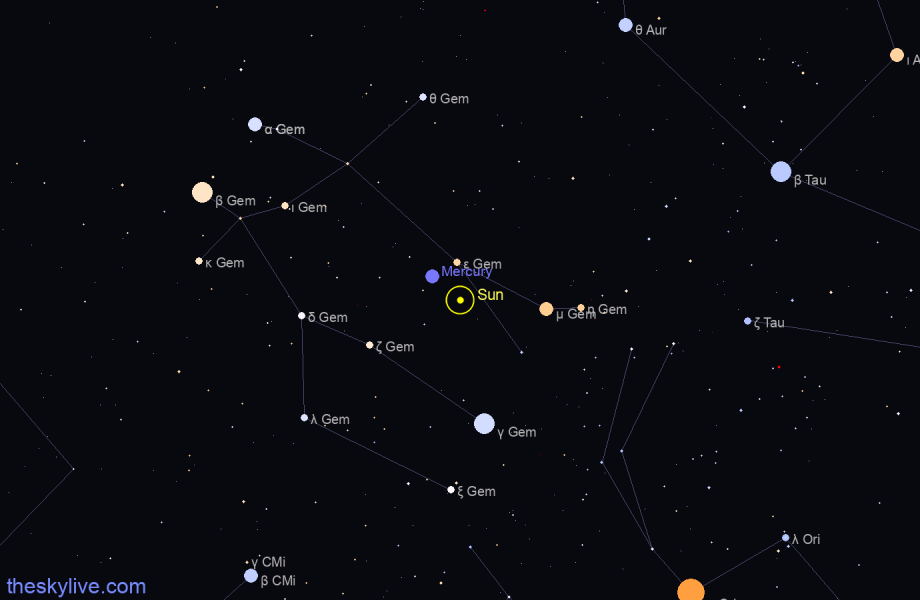 θ Aur
ι A
θ Gem
α Gem
β Tau
β Gem
ι Gem
κ Gem
ε Gem
Mercury
Sun
η Gem
μ Gem
δ Gem
ζ Tau
ζ Gem
λ Gem
γ Gem
ξ Gem
λ Ori
γ CMi
β CMi
theskylive.com